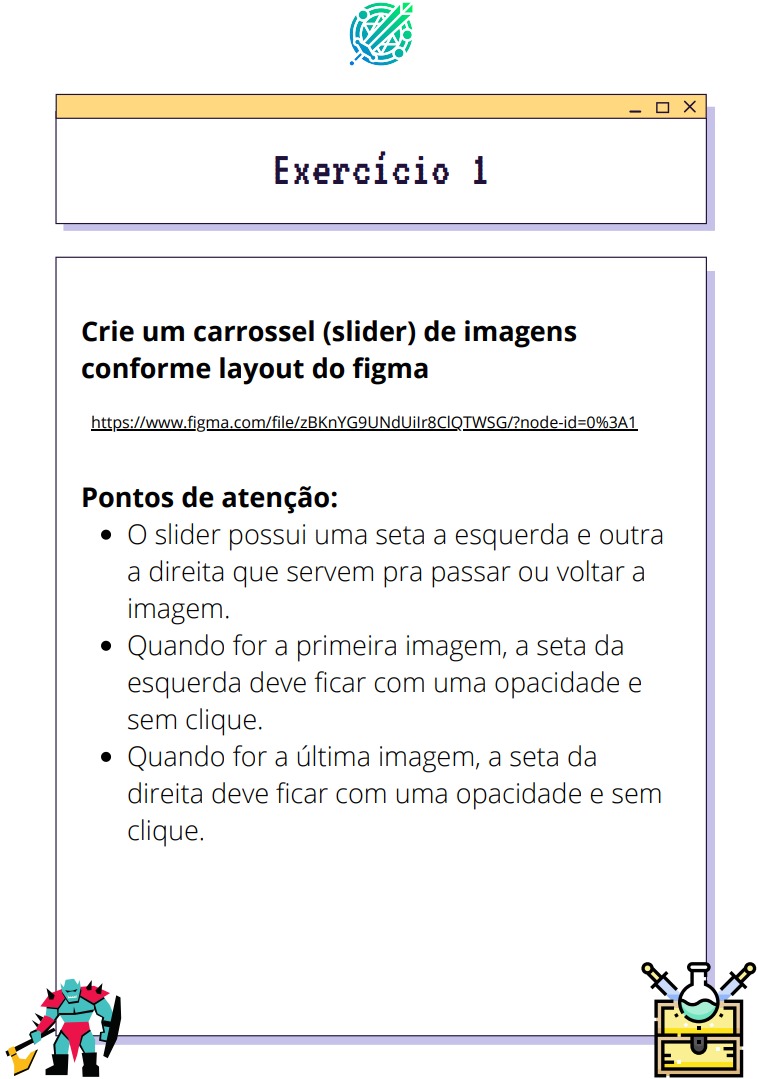 Exercício 1
Crie um carrossel (slider) de imagens
conforme layout do figma
https://www.figma.com/file/zBKnYG9UNdUiIr8ClQTWSG/?node-id=0%3A1
Pontos de atenção:
• O slider possui uma seta a esquerda e outra
a direita que servem pra passar ou voltar a
imagem.
• Quando for a primeira imagem, a seta da
esquerda deve ficar com uma opacidade e
sem clique.
• Quando for a última imagem, a seta da
direita deve ficar com uma opacidade e sem
clique.